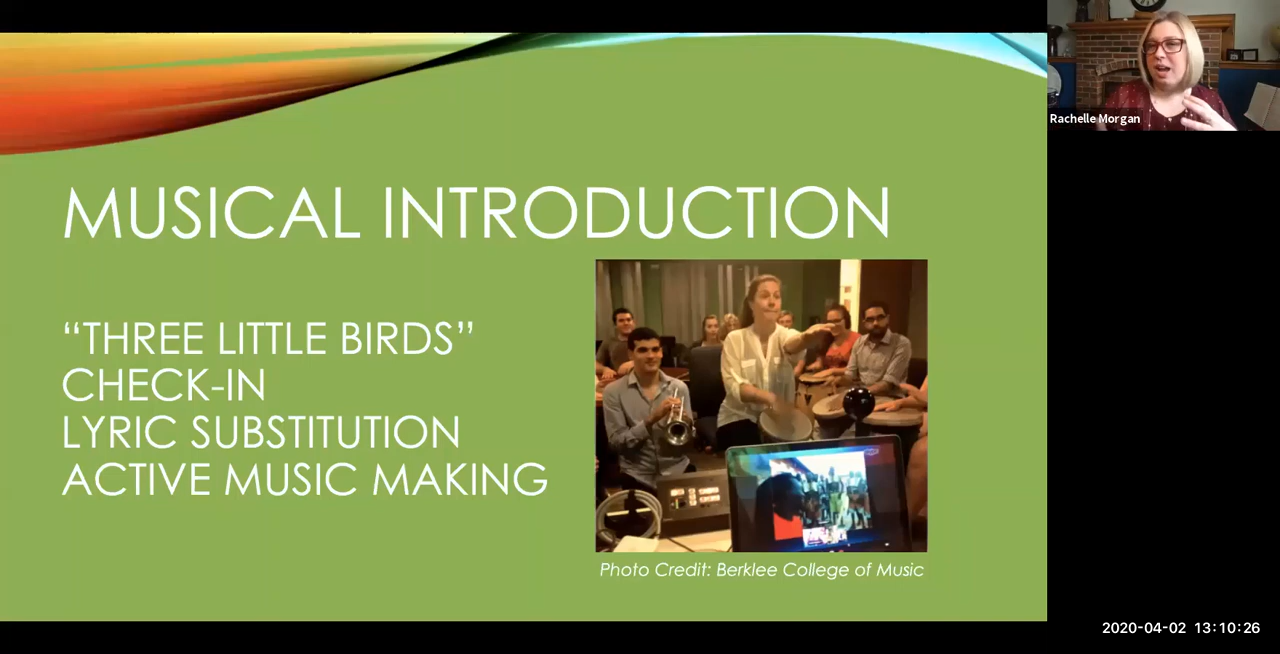 Rachelle Morgan
MUSICAL INTRODUCTION
“THREE LITTLE BIRDS”
CHECK-IN
LYRIC SUBSTITUTION
ACTIVE MUSIC MAKING
Photo Credit: Berklee College of Music
2020-04-02 13:10:26